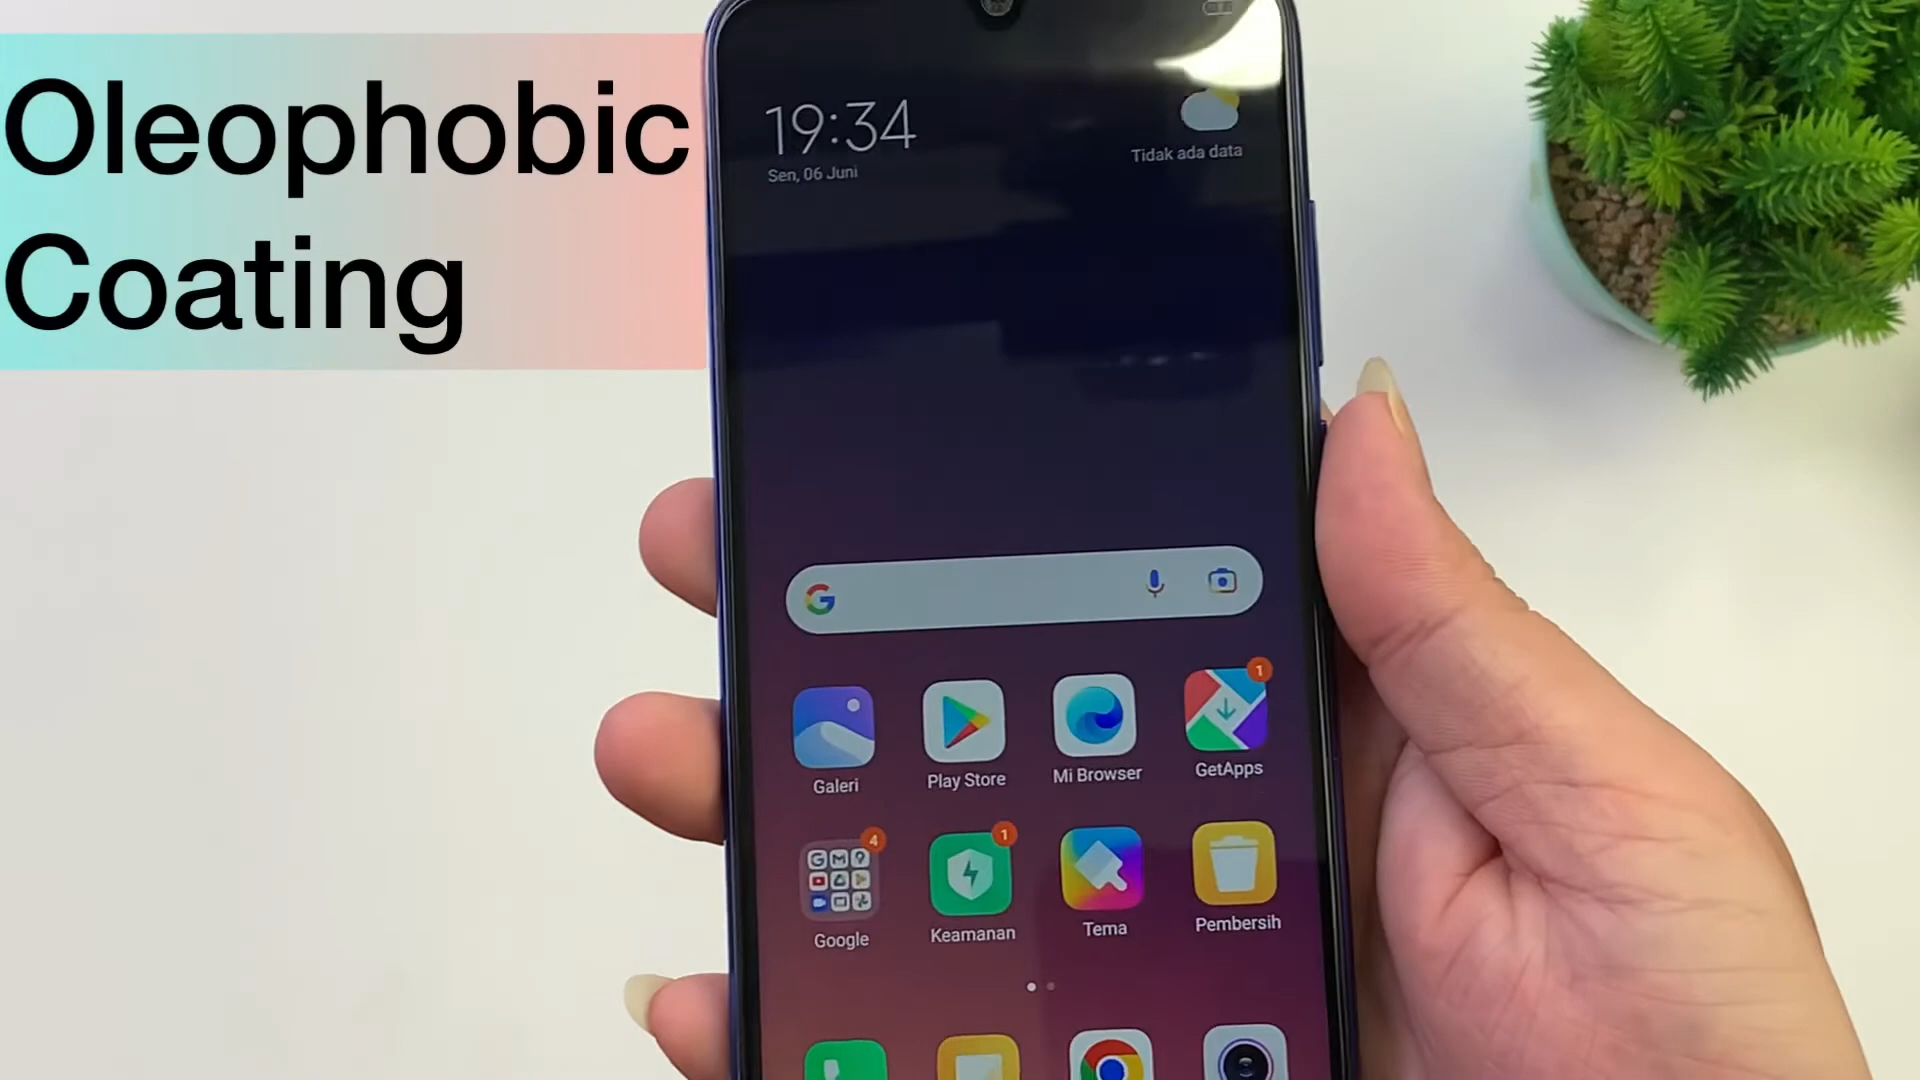 Oleophobic
Coating
19:34
Sen, 06 Juni
Tidak ada data
Galeri
Play Store
Mi Browser
1
GetApps
4
Google
1
Keamanan
Tema
Pembersih